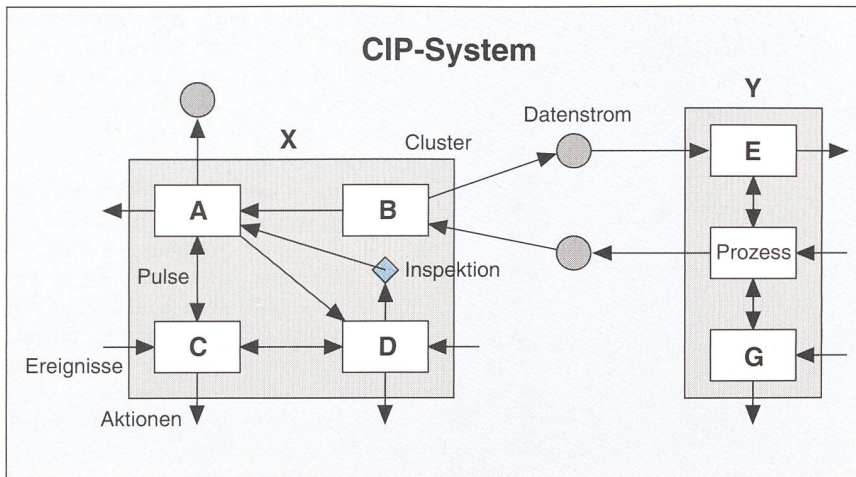 CIP-System
Y
Datenstrom
X
Cluster
E
A
B
Prozess
Pulse
Inspektion
C
D
G
Ereignisse
Aktionen